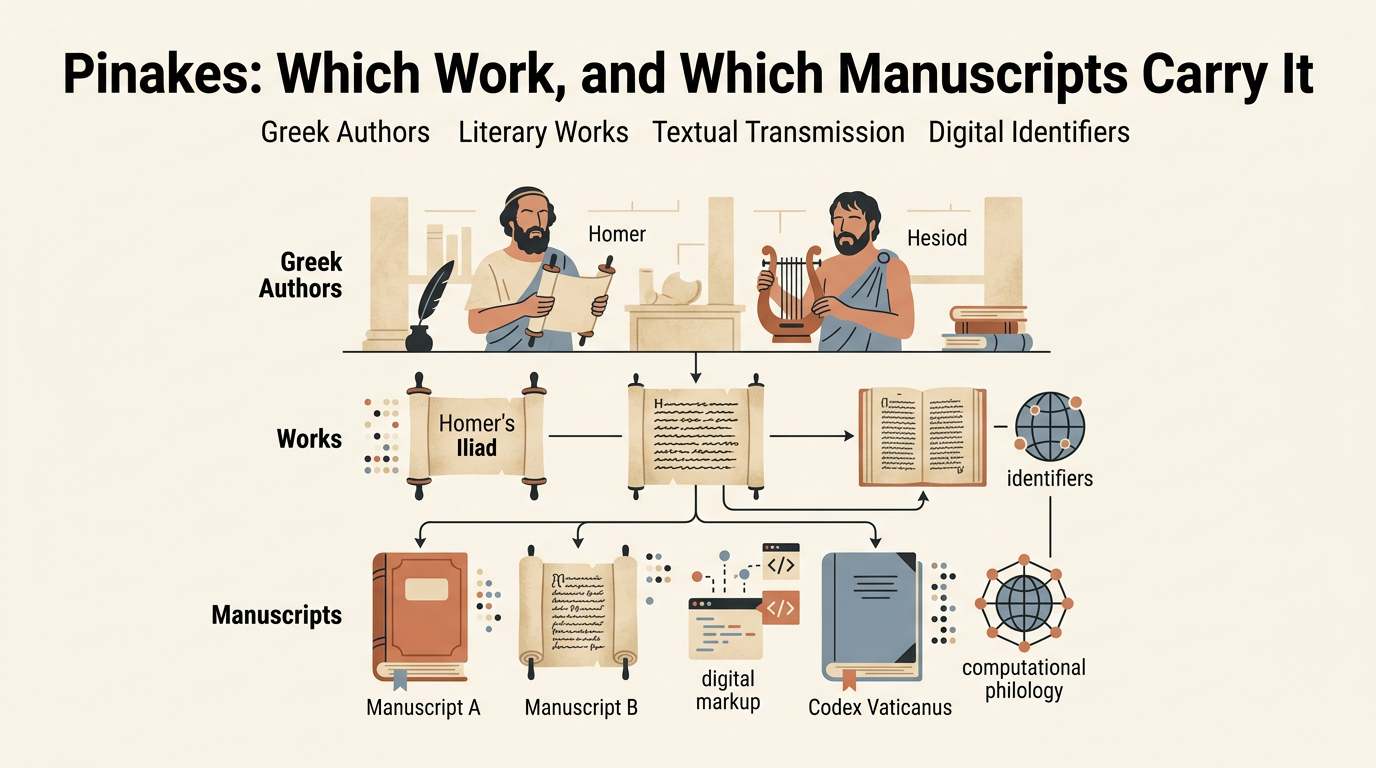 Pinakes: Which Work, and Which Manuscripts Carry It
Greek Authors Literary Works Textual Transmission Digital Identifiers
Greek
Authors
Homer
Hesiod
Works
Homer's
Iliad
identifiers
Manuscripts
</>
</>
Manuscript A
Manuscript B
digital
markup
Codex Vaticanus
computational
philology